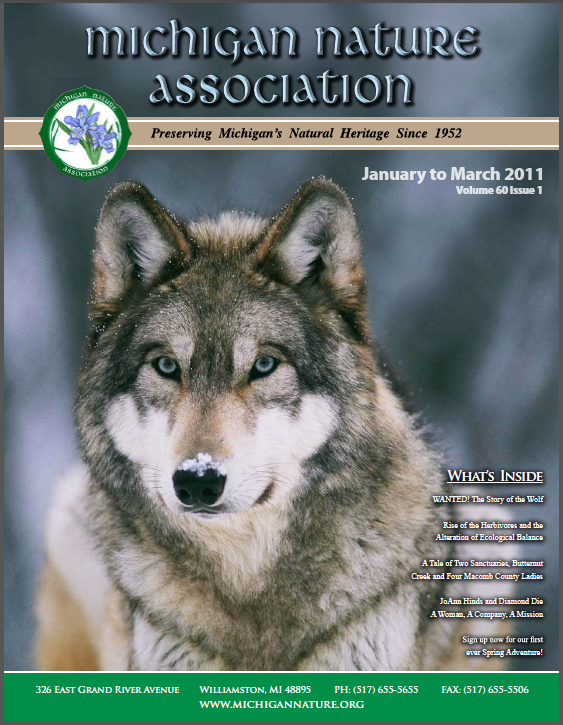 MICHIGAN NATURE
ASSOCIATION
MICHIGAN NATURE
ASSOCIATION
Preserving Michigan's Natural Heritage Since 1952
January to March 2011
Volume 60 Issue 1
WHAT'S INSIDE
WANTED! The Story of the Wolf
Rise of the Herbivores and the
Alteration of Ecological Balance
A Tale of Two Sanctuaries, Butternut
Creek and Four Macomb County Ladies
JoAnn Hinds and Diamond Die
A Woman, A Company, A Mission
Sign up now for our first
ever Spring Adventure!
326 EAST GRAND RIVER AVENUE WILLIAMSTON, MI 48895 PH: (517) 655-5655 FAX: (517) 655-5506
WWW.MICHIGANNATURE.ORG